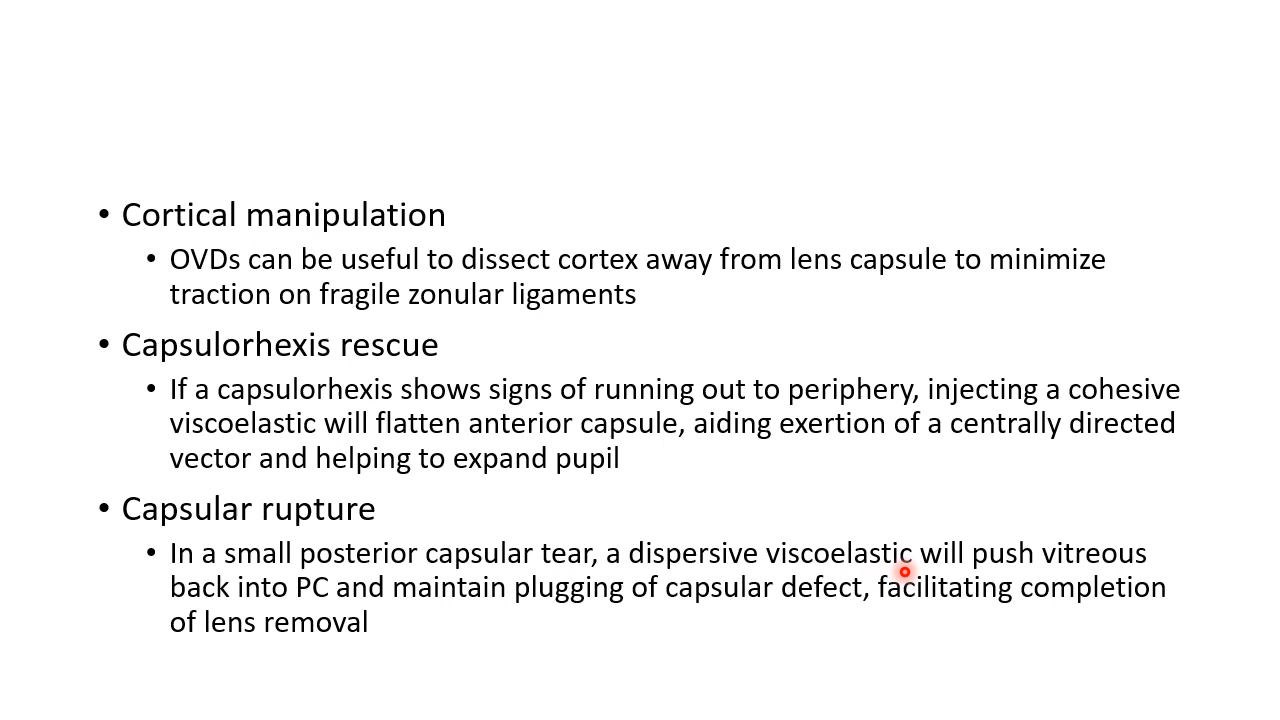 • Cortical manipulation
• OVDs can be useful to dissect cortex away from lens capsule to minimize
traction on fragile zonular ligaments
• Capsulorhexis rescue
• If a capsulorhexis shows signs of running out to periphery, injecting a cohesive
viscoelastic will flatten anterior capsule, aiding exertion of a centrally directed
vector and helping to expand pupil
• Capsular rupture
• In a small posterior capsular tear, a dispersive viscoelastic will push vitreous
back into PC and maintain plugging of capsular defect, facilitating completion
of lens removal